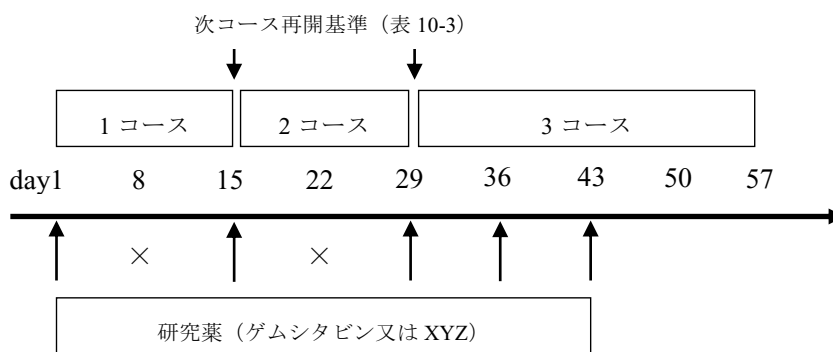 次コース再開基準（表 10-3）
1 コース 2 コース 3 コース
day1 8 15 22 29 36 43 50 57
× ×
研究薬（ゲムシタビン又は XYZ）